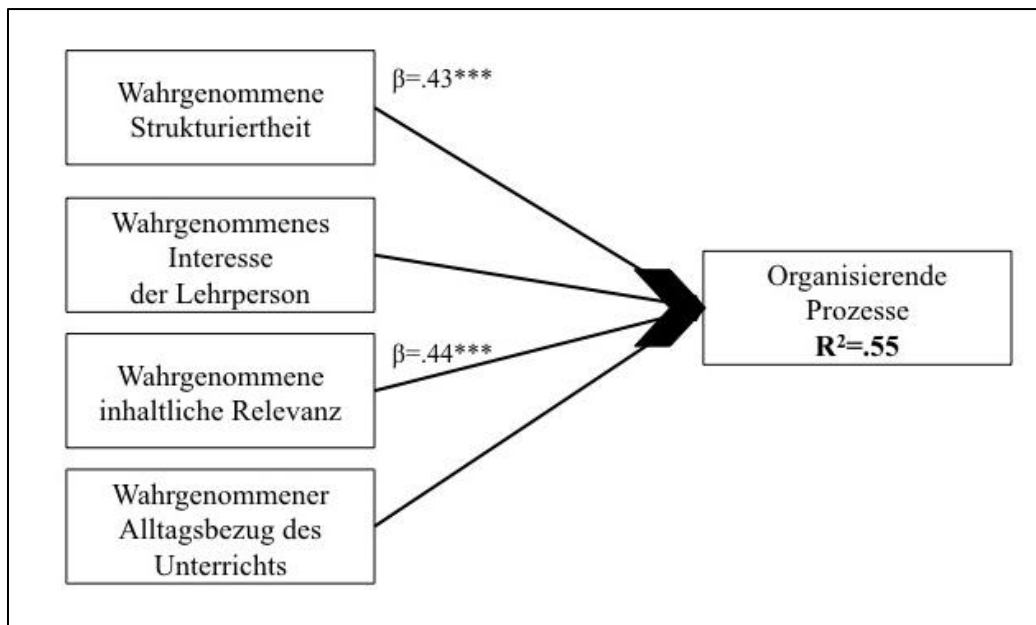 Wahrgenommene
Strukturiertheit
β=.43***
Wahrgenommenes
Interesse
der Lehrperson
Organisierende
Prozesse
R²=.55
β=.44***
Wahrgenommene
inhaltliche Relevanz
Wahrgenommener
Alltagsbezug des
Unterrichts